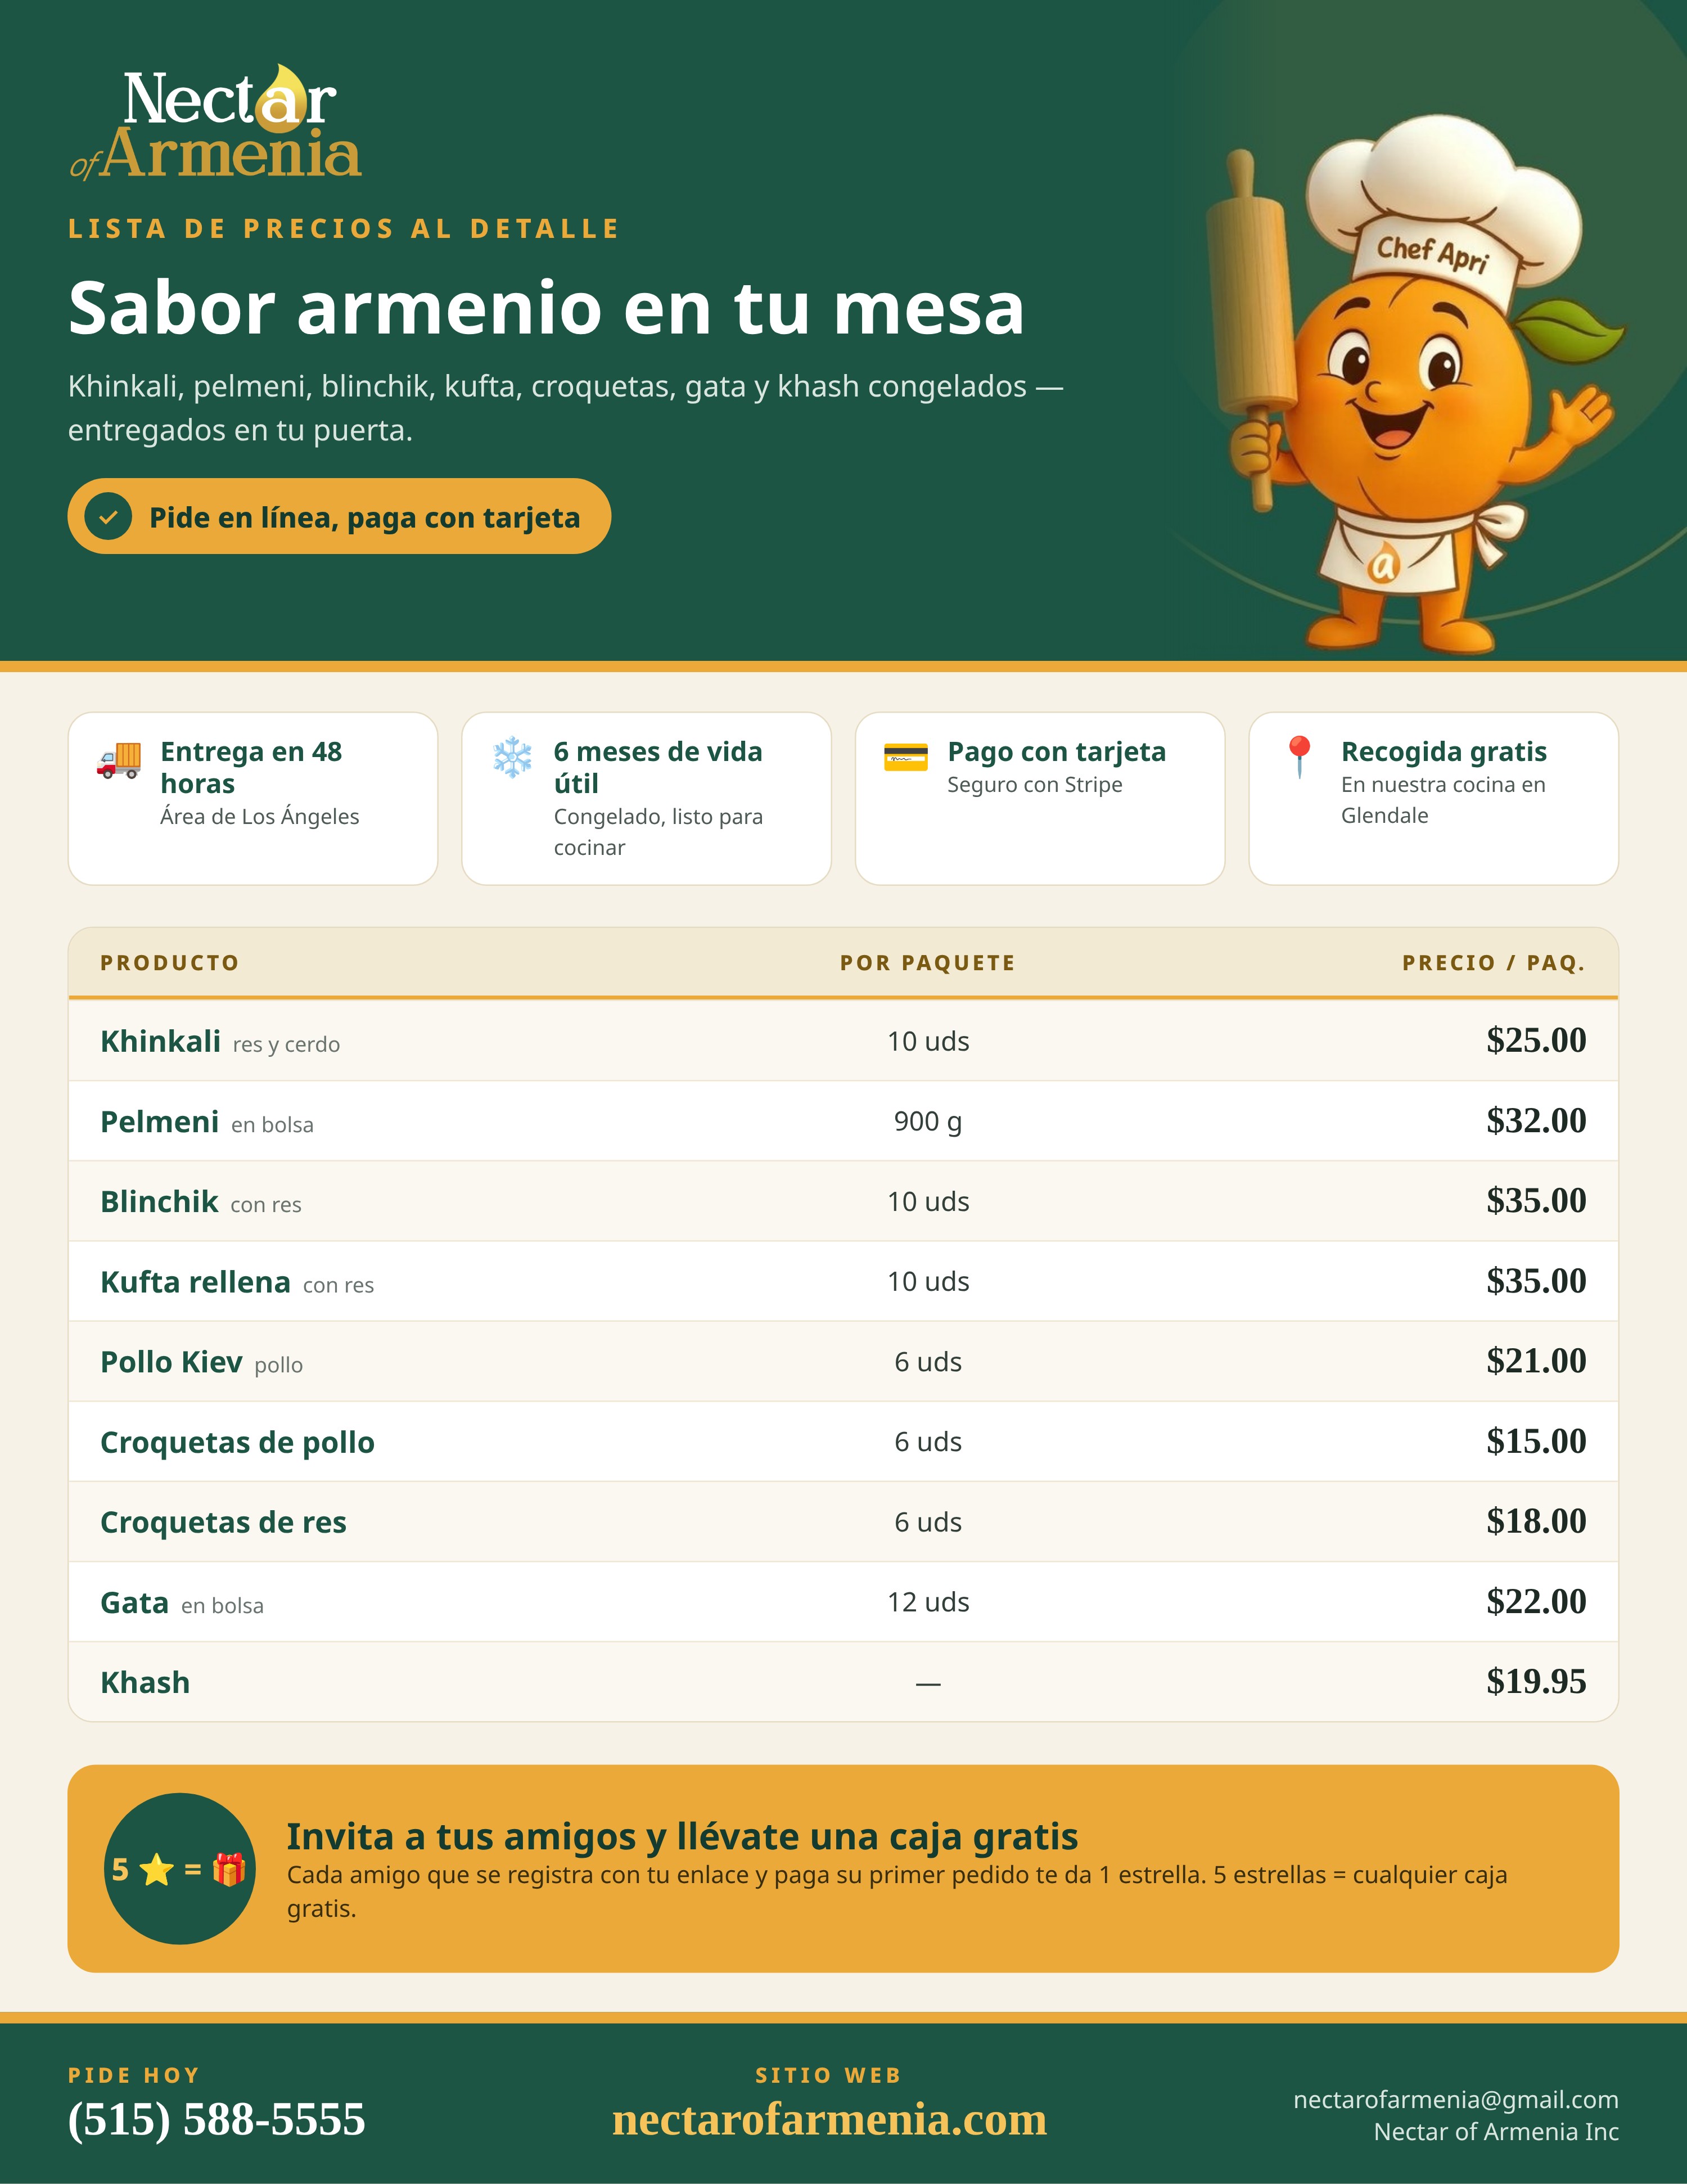 Nectar
of Armenia
LISTA DE PRECIOS AL DETALLE
Sabor armenio en tu mesa
Khinkali, pelmeni, blinchik, kufta, croquetas, gata y khash congelados —
entregados en tu puerta.
Pide en línea, paga con tarjeta
Chef Apri
a
Entrega en 48
horas
Área de Los Ángeles
6 meses de vida
útil
Congelado, listo para
cocinar
Pago con tarjeta
Seguro con Stripe
Recogida gratis
En nuestra cocina en
Glendale
PRODUCTO POR PAQUETE PRECIO / PAQ.
Khinkali res y cerdo 10 uds $25.00
Pelmeni en bolsa 900 g $32.00
Blinchik con res 10 uds $35.00
Kufta rellena con res 10 uds $35.00
Pollo Kiev pollo 6 uds $21.00
Croquetas de pollo 6 uds $15.00
Croquetas de res 6 uds $18.00
Gata en bolsa 12 uds $22.00
Khash — $19.95
5 ⭐ = 🎁
Invita a tus amigos y llévate una caja gratis
Cada amigo que se registra con tu enlace y paga su primer pedido te da 1 estrella. 5 estrellas = cualquier caja
gratis.
PIDE HOY
(515) 588-5555
SITIO WEB
nectarofarmenia.com
nectarofarmenia@gmail.com
Nectar of Armenia Inc